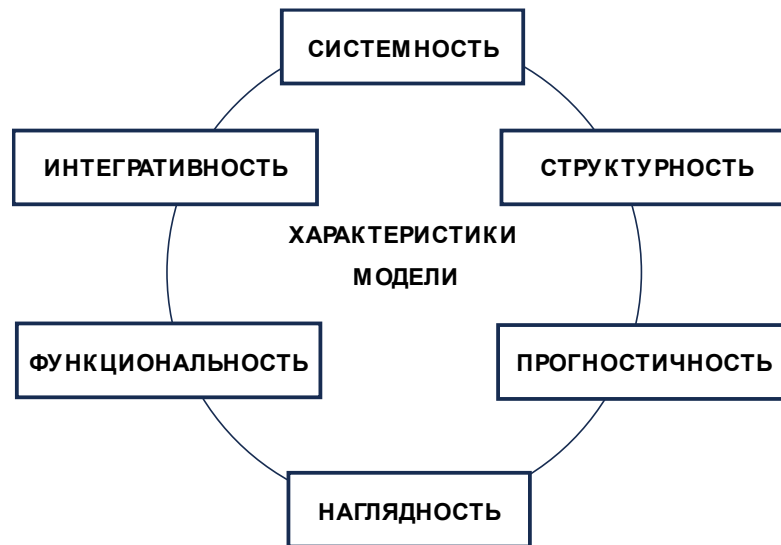 СИСТЕМНОСТЬ
ИНТЕГРАТИВНОСТЬ
СТРУКТУРНОСТЬ
ХАРАКТЕРИСТИКИ
МОДЕЛИ
ФУНКЦИОНАЛЬНОСТЬ
ПРОГНОСТИЧНОСТЬ
НАГЛЯДНОСТЬ